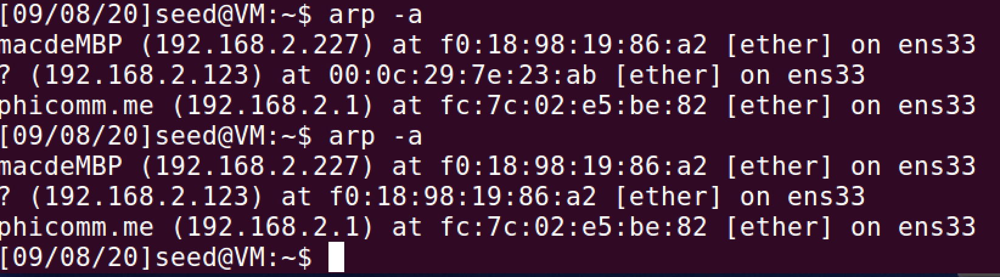 [09/08/20]seed@VM:~$ arp -a
macdeMBP (192.168.2.227) at f0:18:98:19:86:a2 [ether] on ens33
? (192.168.2.123) at 00:0c:29:7e:23:ab [ether] on ens33
phicomm.me (192.168.2.1) at fc:7c:02:e5:be:82 [ether] on ens33
[09/08/20]seed@VM:~$ arp -a
macdeMBP (192.168.2.227) at f0:18:98:19:86:a2 [ether] on ens33
? (192.168.2.123) at f0:18:98:19:86:a2 [ether] on ens33
phicomm.me (192.168.2.1) at fc:7c:02:e5:be:82 [ether] on ens33
[09/08/20]seed@VM:~$